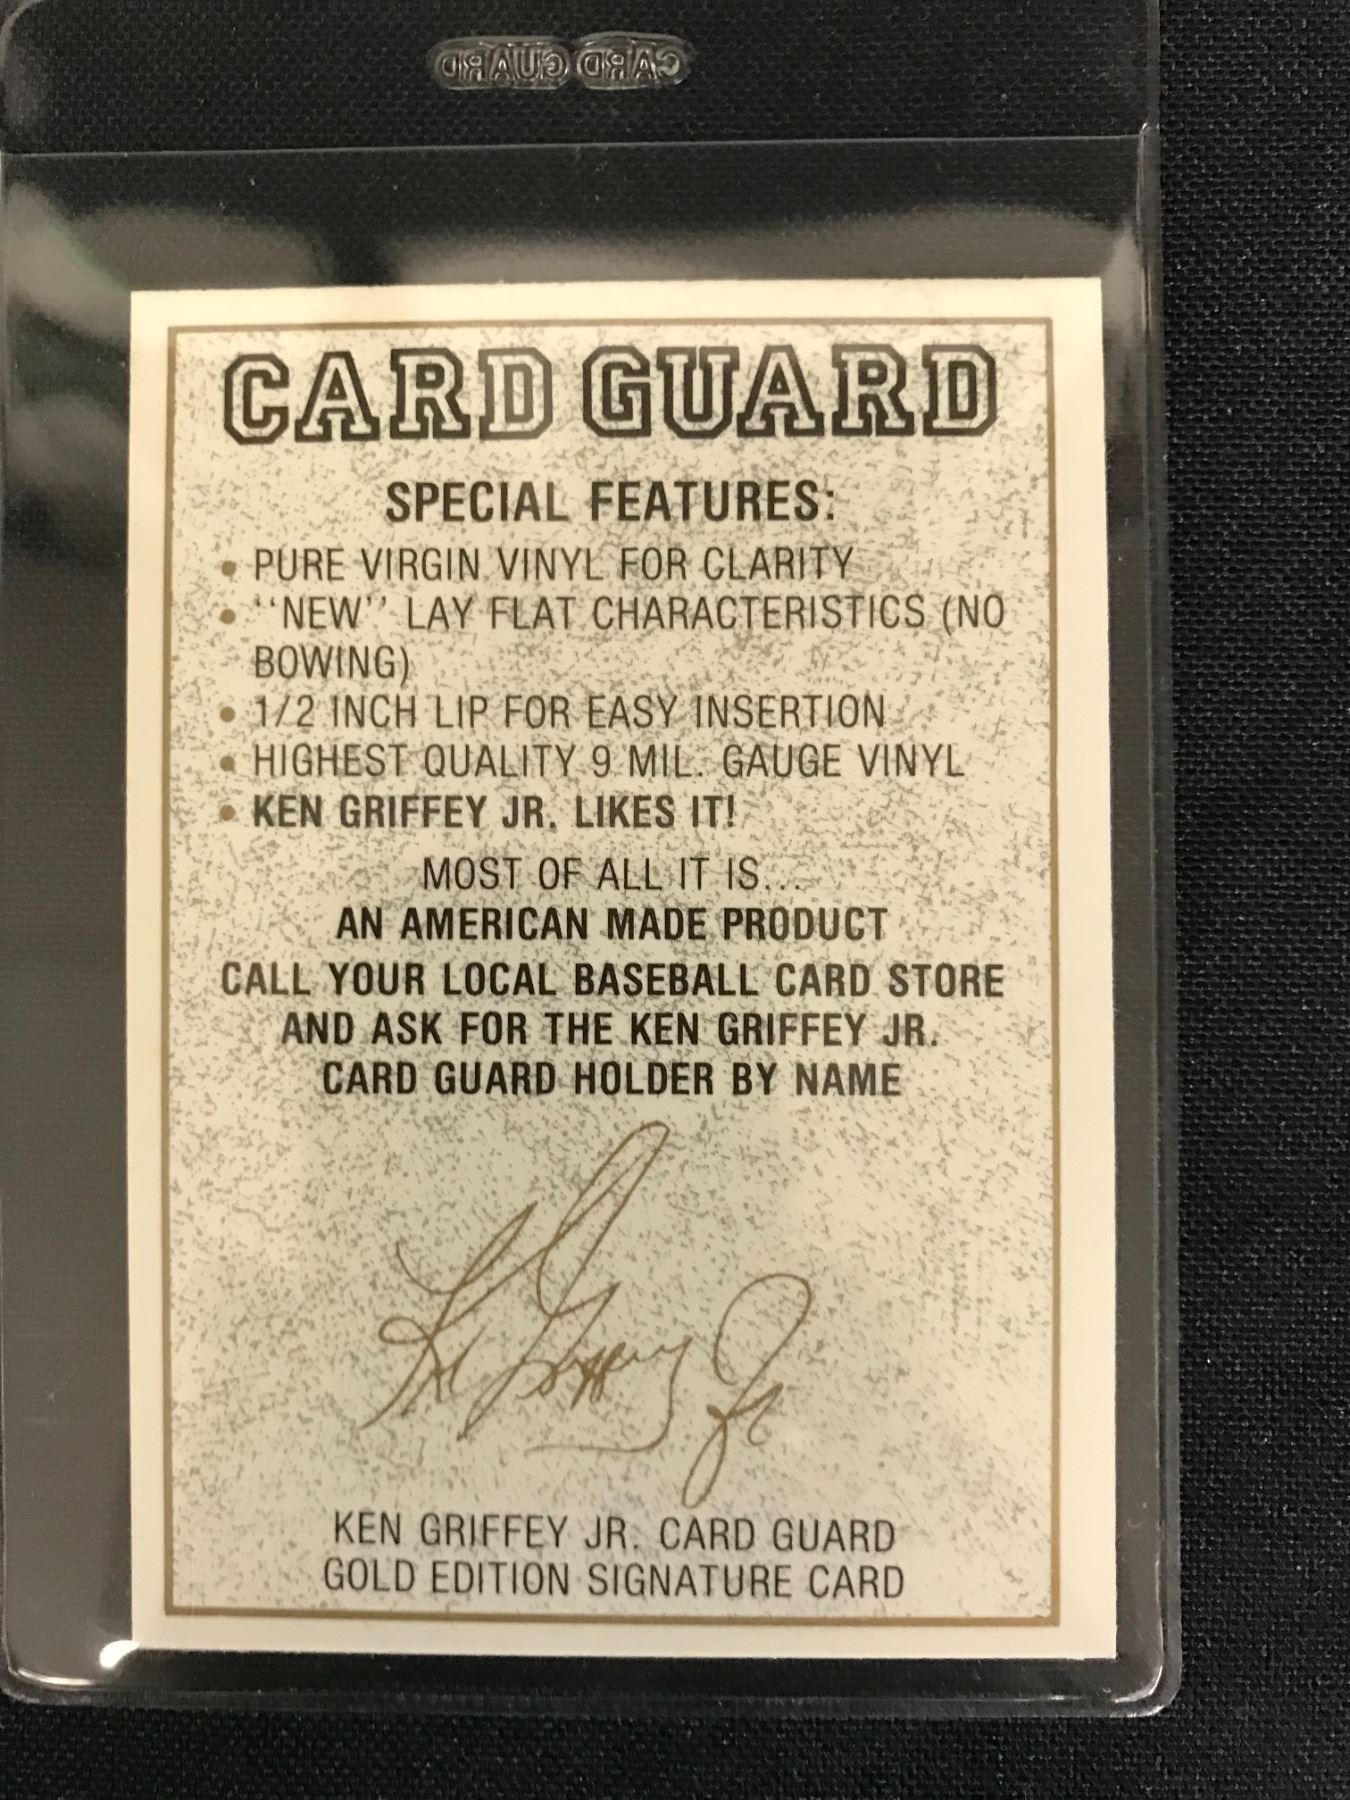 CARD GUARD
CARD GUARD
SPECIAL FEATURES:
• PURE VIRGIN VINYL FOR CLARITY
• ‘‘NEW’’ LAY FLAT CHARACTERISTICS (NO
BOWING)
• 1/2 INCH LIP FOR EASY INSERTION
• HIGHEST QUALITY 9 MIL. GAUGE VINYL
• KEN GRIFFEY JR. LIKES IT!
MOST OF ALL IT IS...
AN AMERICAN MADE PRODUCT
CALL YOUR LOCAL BASEBALL CARD STORE
AND ASK FOR THE KEN GRIFFEY JR.
CARD GUARD HOLDER BY NAME
Ken Griffey Jr
KEN GRIFFEY JR. CARD GUARD
GOLD EDITION SIGNATURE CARD